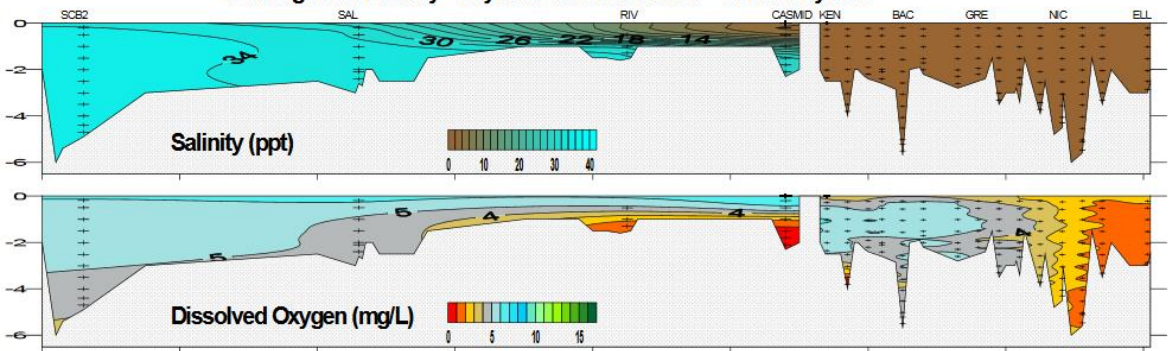 SCB2 SAL RIV CAS MID KEN BAC GRE NIC ELL
0
-2
-4
-6
34 30 26 22 18 14
Salinity (ppt)
0 10 20 30 40
0
-2
-4
-6
5 5 4 4 4
Dissolved Oxygen (mg/L)
0 5 10 15